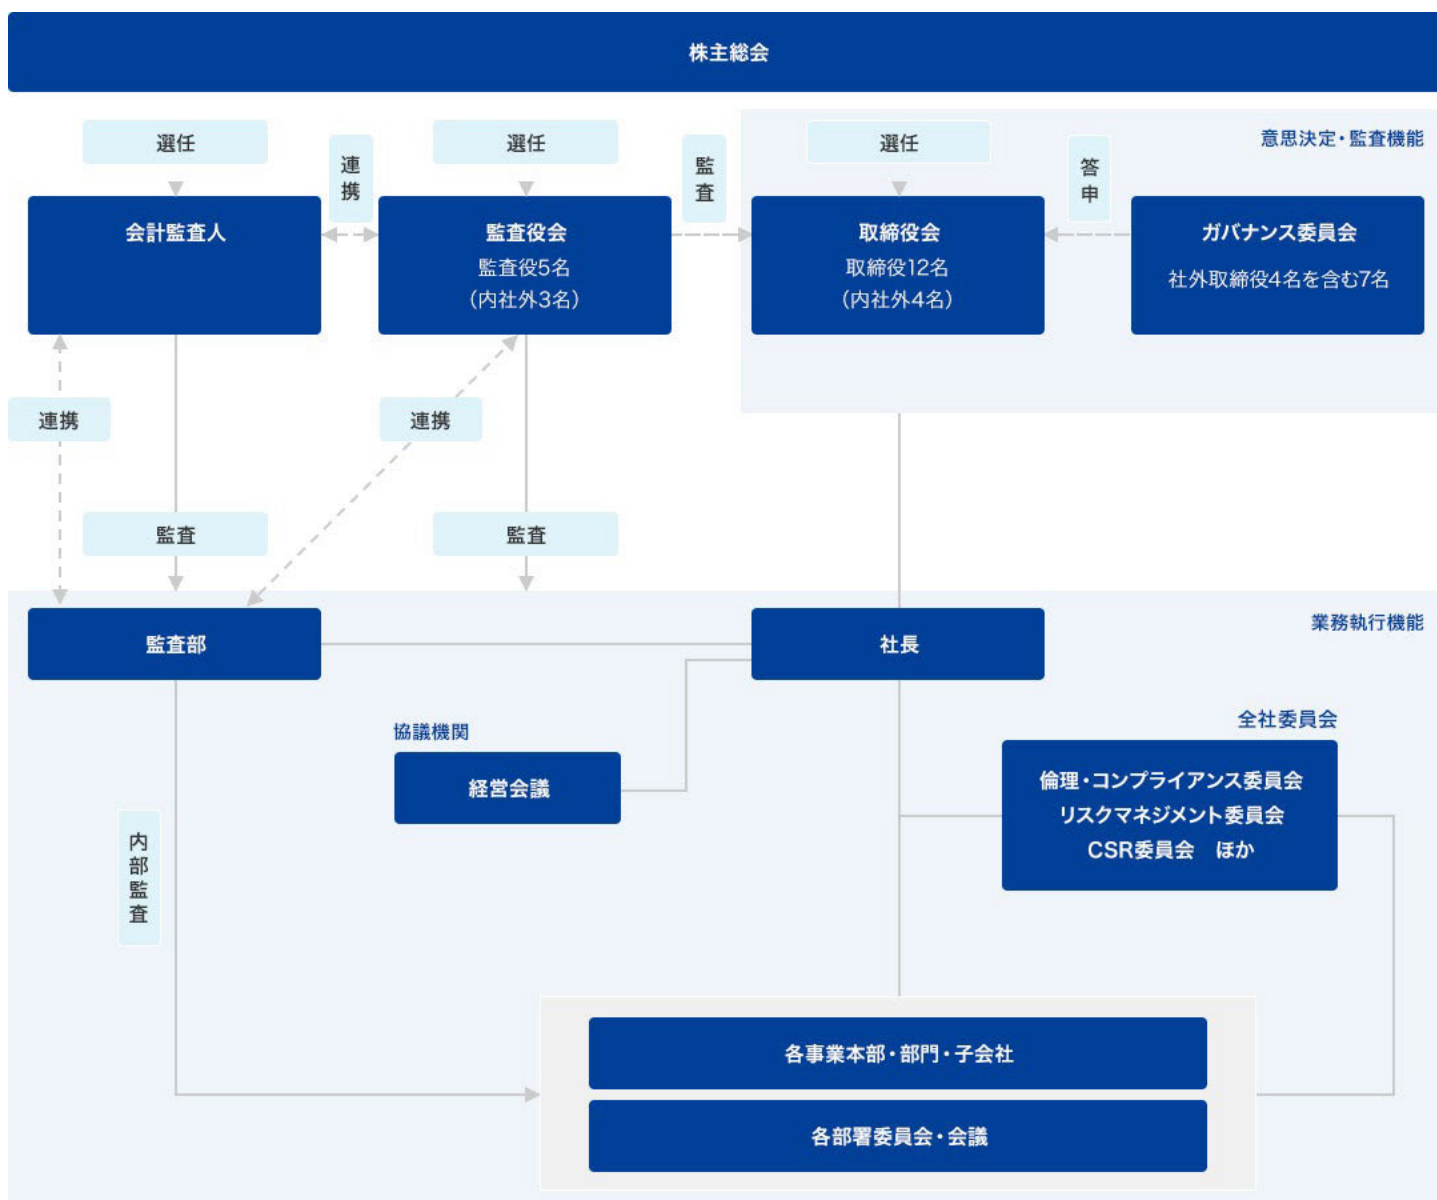 株主総会
選任
連携
選任
監査
選任
答申
意思決定・監査機能
会計監査人
監査役会
監査役5名
(内社外3名)
取締役会
取締役12名
(内社外4名)
ガバナンス委員会
社外取締役4名を含む7名
連携
連携
監査
監査
業務執行機能
監査部
社長
協議機関
経営会議
全社委員会
倫理・コンプライアンス委員会
リスクマネジメント委員会
CSR委員会　ほか
内部監査
各事業本部・部門・子会社
各部署委員会・会議